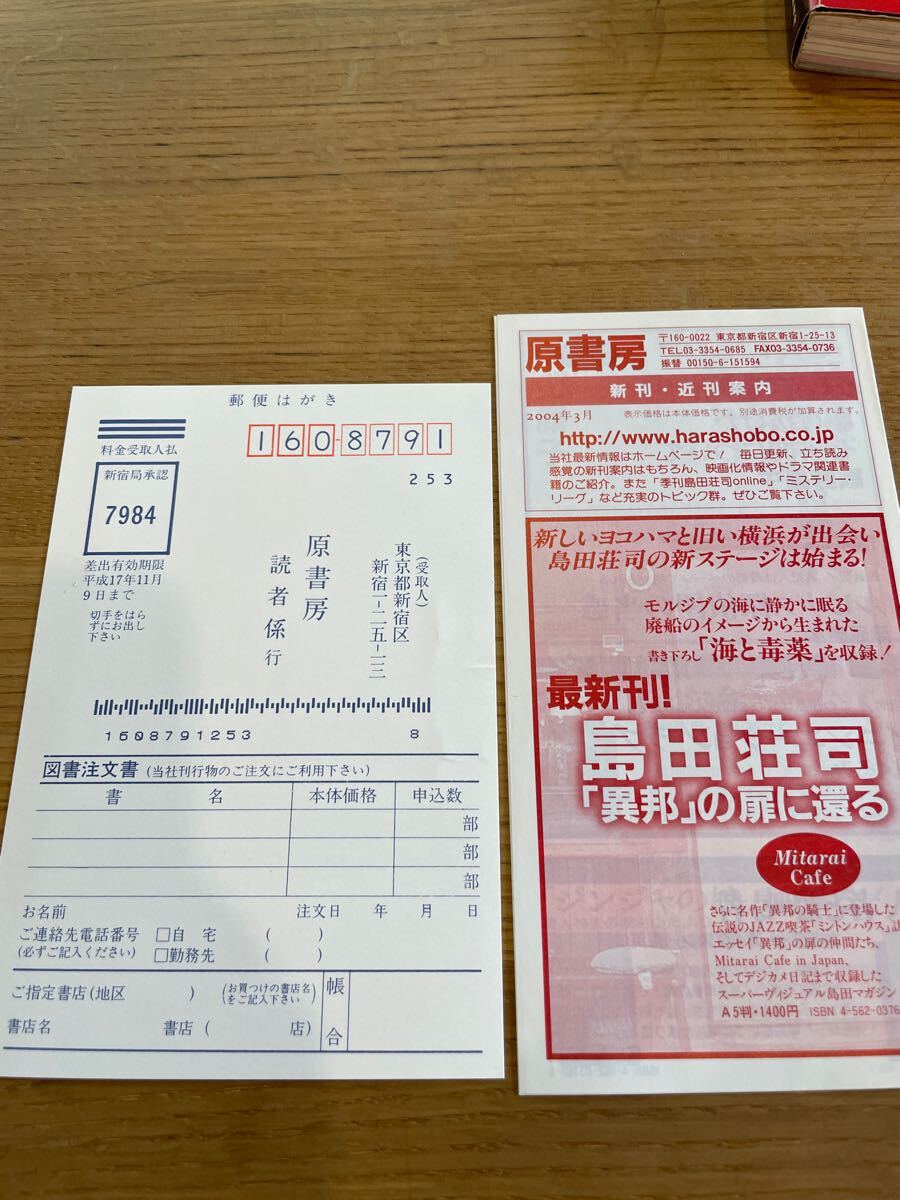 郵便はがき
料金受取人払
新宿局承認
7984
差出有効期限
平成17年11月
9日まで
切手をはら
ずにお出し
下さい
160-8791
253
(受取人)
東京都新宿区
新宿一-二五-一三
原書房
読者係 行
1608791253 8
図書注文書 (当社刊行物のご注文にご利用下さい)
書 名 本体価格 申込数
部
部
部
お名前 注文日 年 月 日
ご連絡先電話番号 □自 宅 ( )
(必ずご記入ください) □勤務先 ( )
ご指定書店(地区 ) (お買つけの書店名をご記入下さい) 帳合
書店名 書店( 店)
原書房
〒160-0022 東京都新宿区新宿1-25-13
TEL03-3354-0685 FAX03-3354-0736
振替 00150-6-151594
新刊・近刊案内
2004年3月 表示価格は本体価格です。別途消費税が加算されます。
http://www.harashobo.co.jp
当社最新情報はホームページで! 毎日更新、立ち読み
感覚の新刊案内はもちろん、映画化情報やドラマ関連書
籍のご紹介。また「季刊島田荘司online」「ミステリー・
リーグ」など充実のトピック群。ぜひご覧下さい。
新しいヨコハマと旧い横浜が出会い
島田荘司の新ステージは始まる!
モルジブの海に静かに眠る
廃船のイメージから生まれた
書き下ろし「海と毒薬」を収録!
最新刊!
島田荘司
「異邦」の扉に還る
Mitarai
Cafe
さらに名作「異邦の騎士」に登場した
伝説のJAZZ喫茶「ミントンハウス」
エッセイ「異邦」の扉の仲間たち、
Mitarai Cafe in Japan、
そしてデジカメ日記まで収録した
スーパーヴィジュアル島田マガジン
A5判・1400円 ISBN 4-562-0376